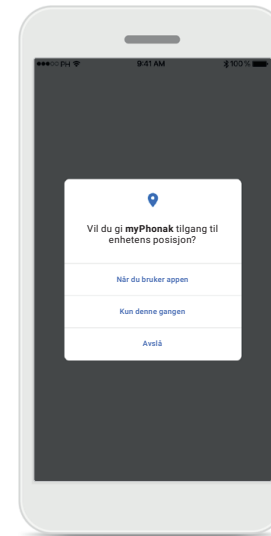 PH 9:41 AM 100 %
Vil du gi myPhonak tilgang til
enhetens posisjon?
Når du bruker appen
Kun denne gangen
Avslå